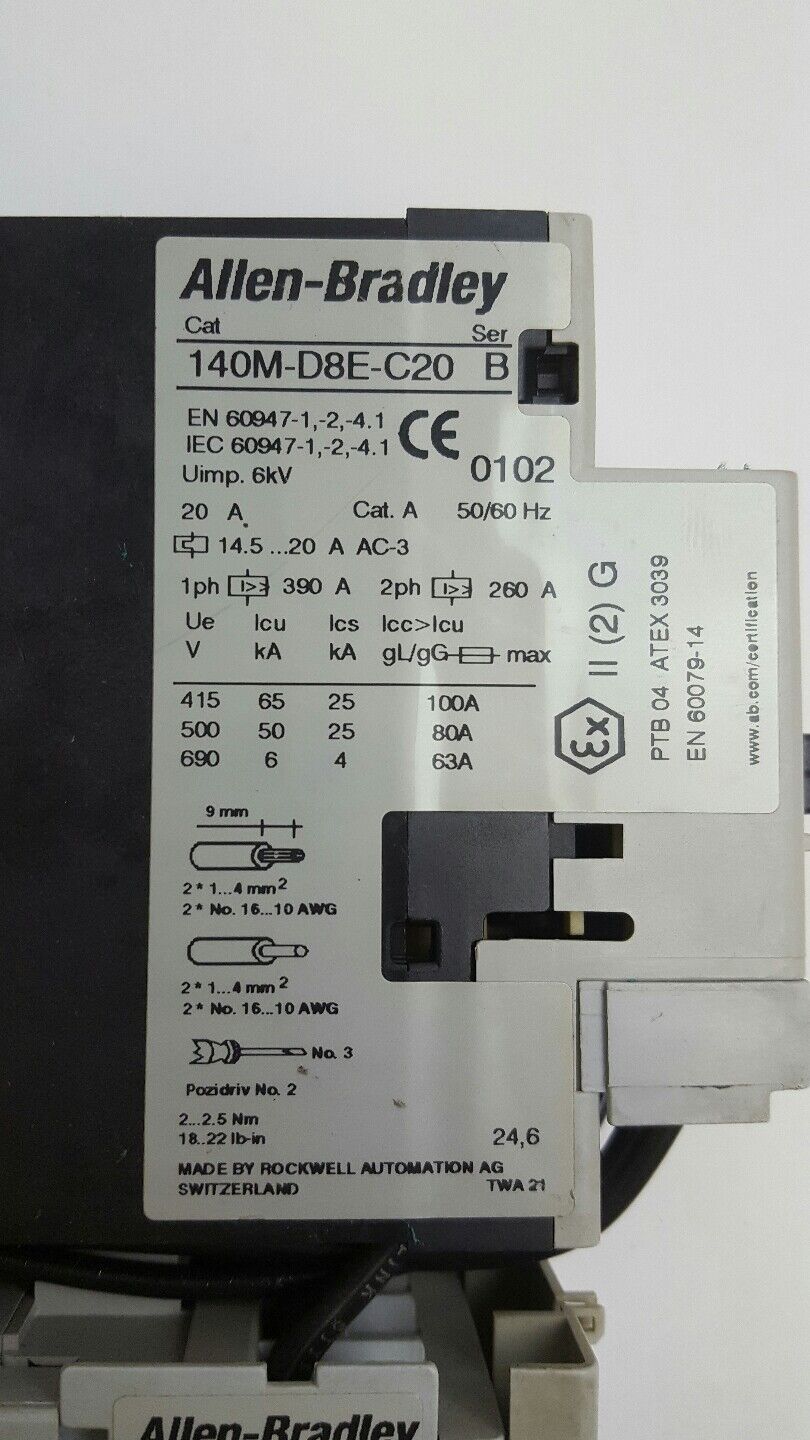 Allen-Bradley
Cat Ser
140M-D8E-C20 B
EN 60947-1,-2,-4.1
IEC 60947-1,-2,-4.1
CE
0102
Uimp. 6kV
20 A Cat. A 50/60 Hz
14.5 ...20 A AC-3
1ph I>> 390 A 2ph I>> 260 A
Ue Icu Ics Icc>Icu
V kA kA gL/gG max
415 65 25 100A
500 50 25 80A
690 6 4 63A
Ex II (2) G
PTB 04 ATEX 3039
EN 60079-14
www.ab.com/certification
9 mm
2 * 1...4 mm2
2 * No. 16...10 AWG
2 * 1...4 mm2
2 * No. 16...10 AWG
No. 3
Pozidriv No. 2
2...2.5 Nm
18..22 lb-in
24,6
MADE BY ROCKWELL AUTOMATION AG
SWITZERLAND TWA 21
Allen-Bradley